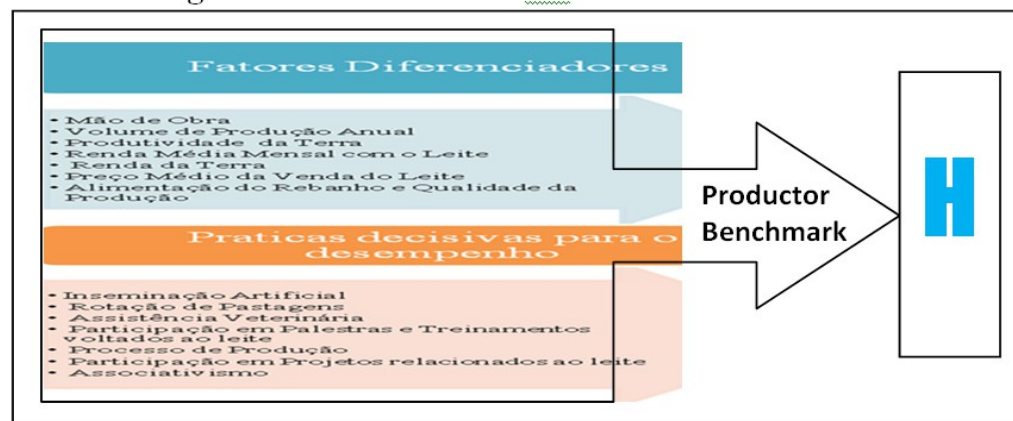 Fatores Diferenciadores
• Mão de Obra
• Volume de Produção Anual
• Produtividade da Terra
• Renda Média Mensal com o Leite
• Renda da Terra
• Preço Médio da Venda do Leite
• Alimentação do Rebanho e Qualidade da
Produção
Praticas decisivas para o
desempenho
• Inseminação Artificial
• Rotação de Pastagens
• Assistência Veterinária
• Participação em Palestras e Treinamentos
voltados ao leite
• Processo de Produção
• Participação em Projetos relacionados ao leite
• Associativismo
Productor
Benchmark
H